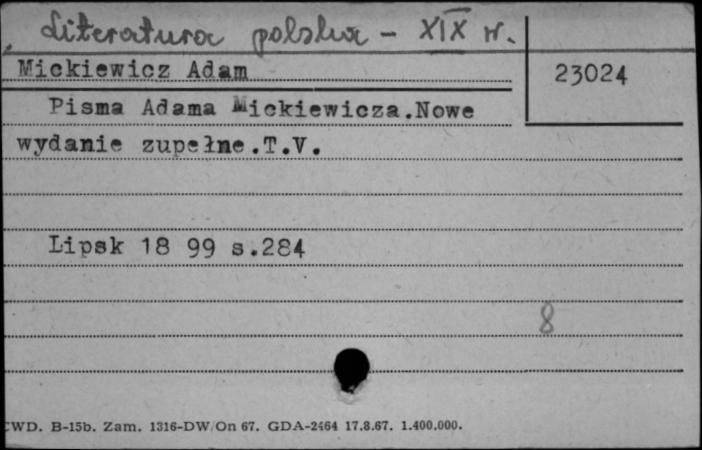 Literatura polska - XIX w.
Mickiewicz Adam
23024
Pisma Adama Mickiewicza.Nowe
wydanie zupełne.T.V.
Lipsk 18 99 s.284
8
CWD. B-15b. Zam. 1316-DW/On 67. GDA-2464 17.8.67. 1.400.000.